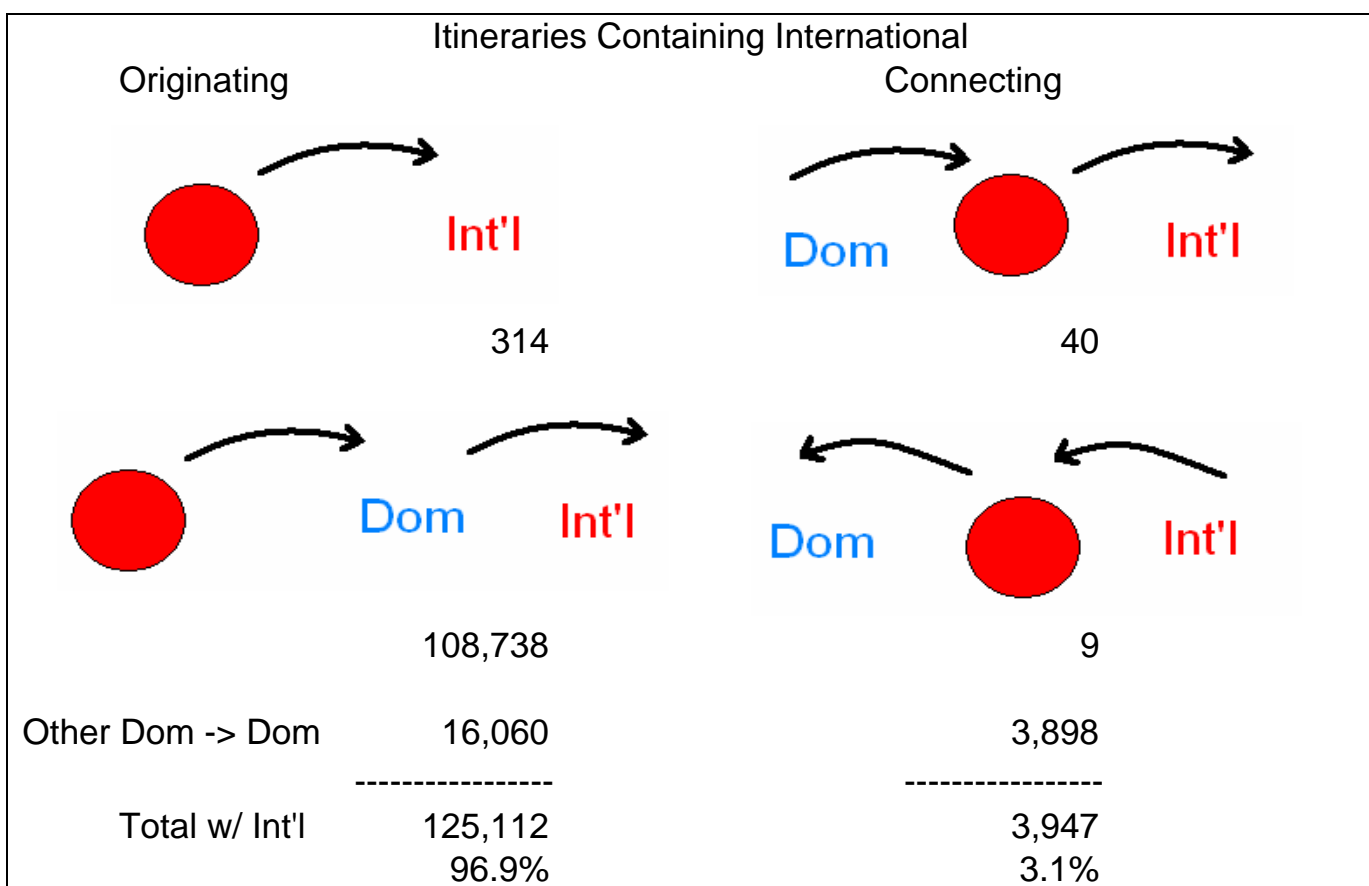 Itineraries Containing International
Originating Connecting
Int'l Dom Int'l
314 40
Dom Int'l Dom Int'l
108,738 9
Other Dom -> Dom 16,060 3,898
----------------- -----------------
Total w/ Int'l 125,112 3,947
96.9% 3.1%